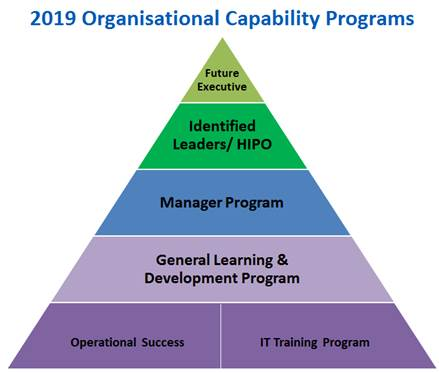 2019 Organisational Capability Programs
Future
Executive
Identified
Leaders/ HIPO
Manager Program
General Learning &
Development Program
Operational Success
IT Training Program